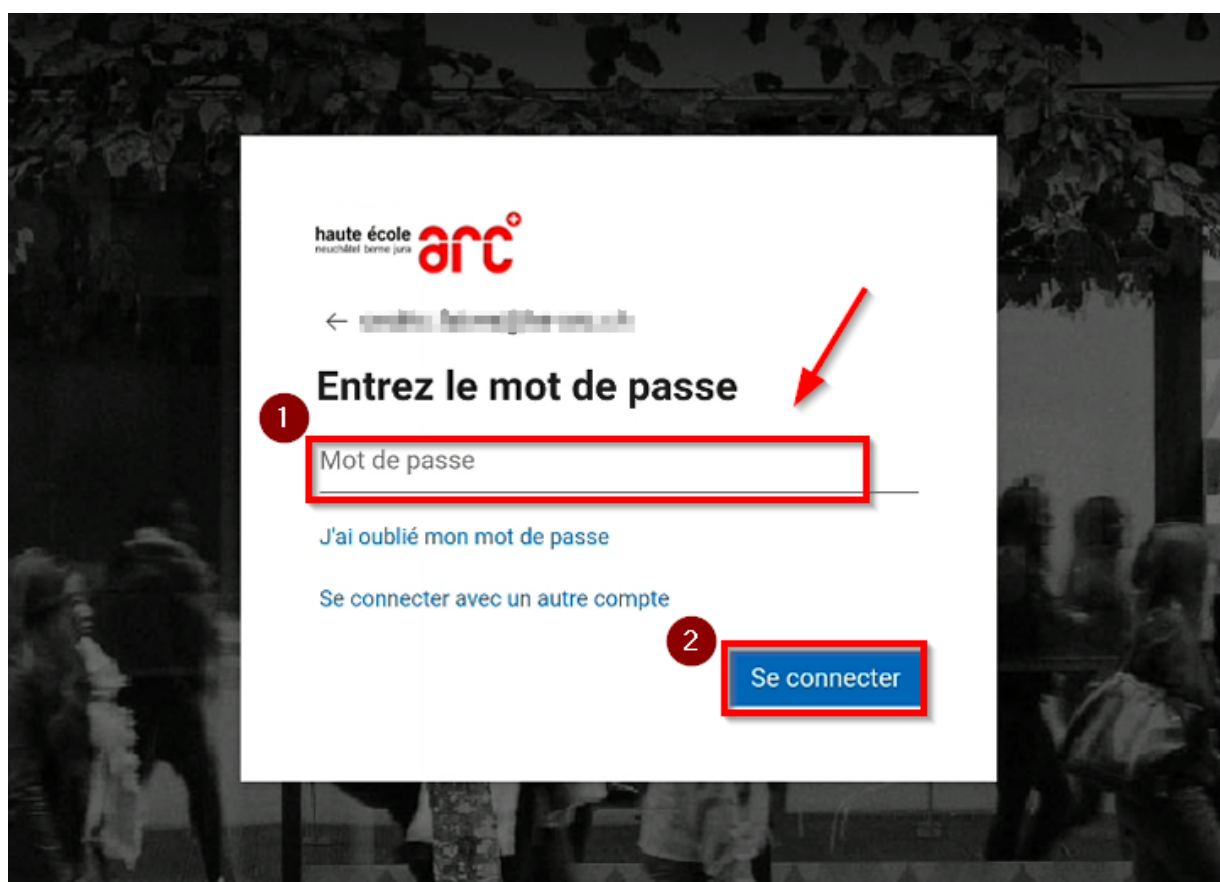 haute école arc
neuchâtel berne jura
Entrez le mot de passe
1
Mot de passe
J'ai oublié mon mot de passe
Se connecter avec un autre compte
2
Se connecter